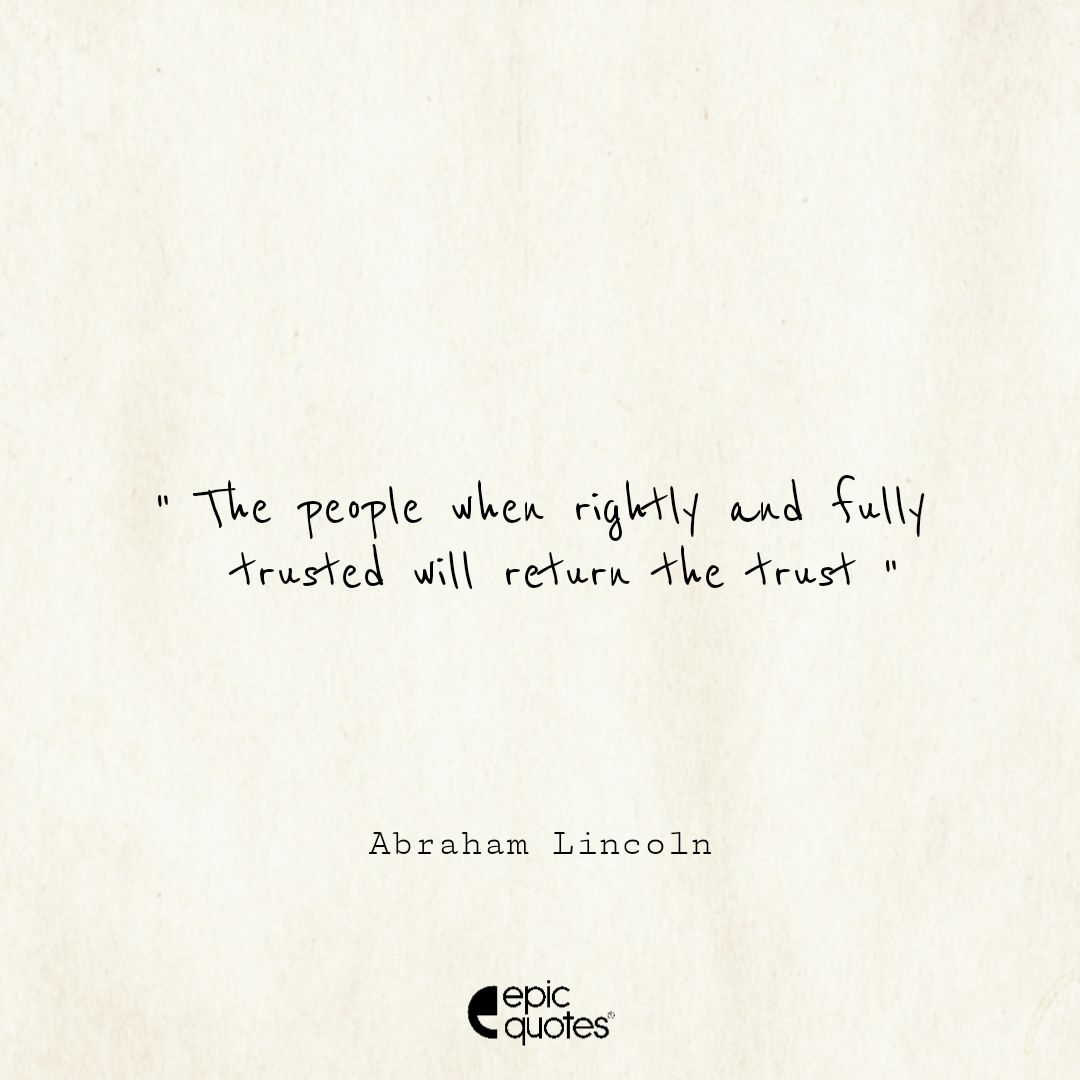 " The people when rightly and fully
trusted will return the trust "
Abraham Lincoln
epic
quotes®